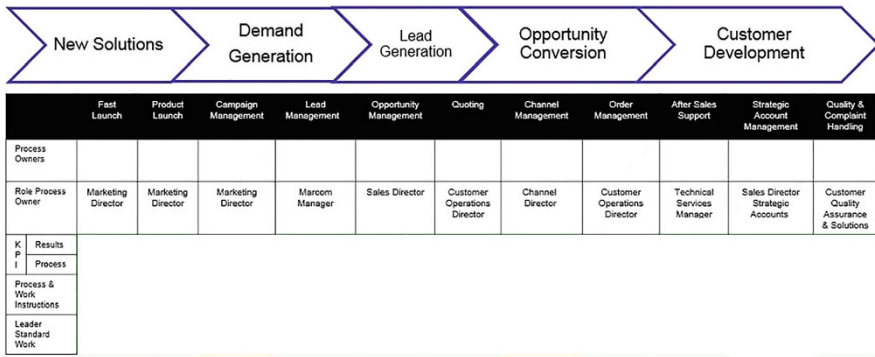 New Solutions
Demand
Generation
Lead
Generation
Opportunity
Conversion
Customer
Development
Fast
Launch
Product
Launch
Campaign
Management
Lead
Management
Opportunity
Management
Quoting
Channel
Management
Order
Management
After Sales
Support
Strategic
Account
Management
Quality &
Complaint
Handling
Process
Owners
Role Process
Owner
Marketing
Director
Marketing
Director
Marketing
Director
Marcom
Manager
Sales Director
Customer
Operations
Director
Channel
Director
Customer
Operations
Director
Technical
Services
Manager
Sales Director
Strategic
Accounts
Customer
Quality
Assurance
& Solutions
K
P
I
Results
Process
Process &
Work
Instructions
Leader
Standard
Work